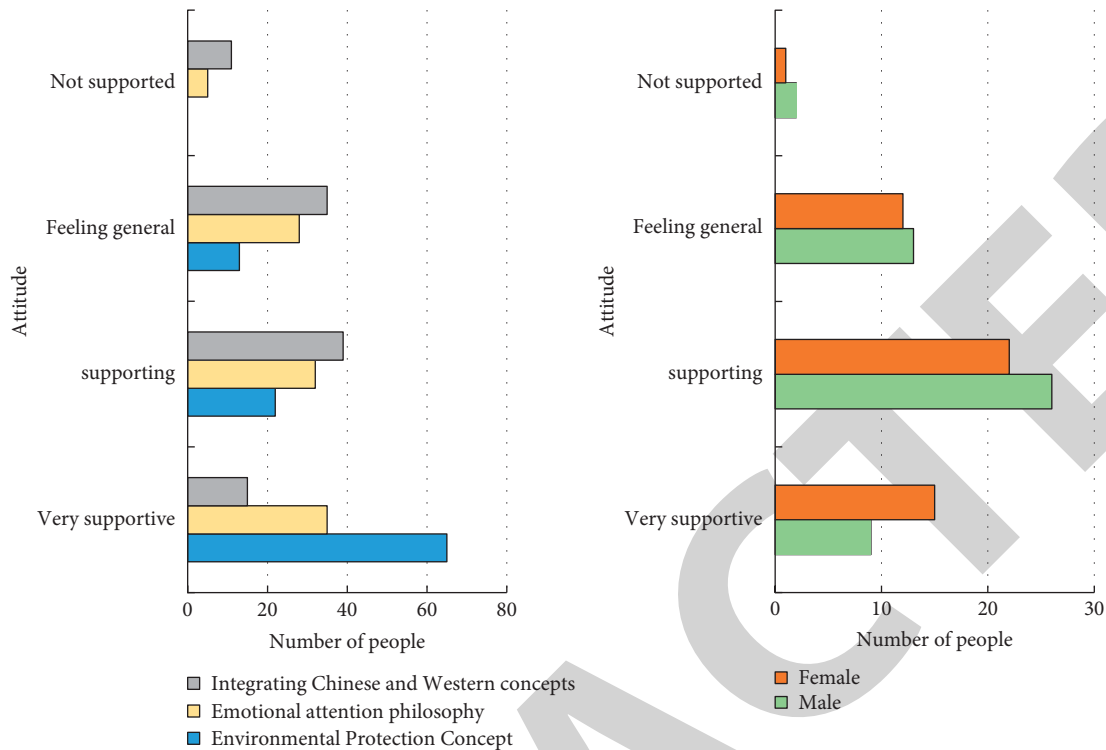 Not supported
Feeling general
supporting
Very supportive
Attitude
0 20 40 60 80
Number of people
Integrating Chinese and Western concepts
Emotional attention philosophy
Environmental Protection Concept
Not supported
Feeling general
supporting
Very supportive
Attitude
0 10 20 30
Number of people
Female
Male
ACTE